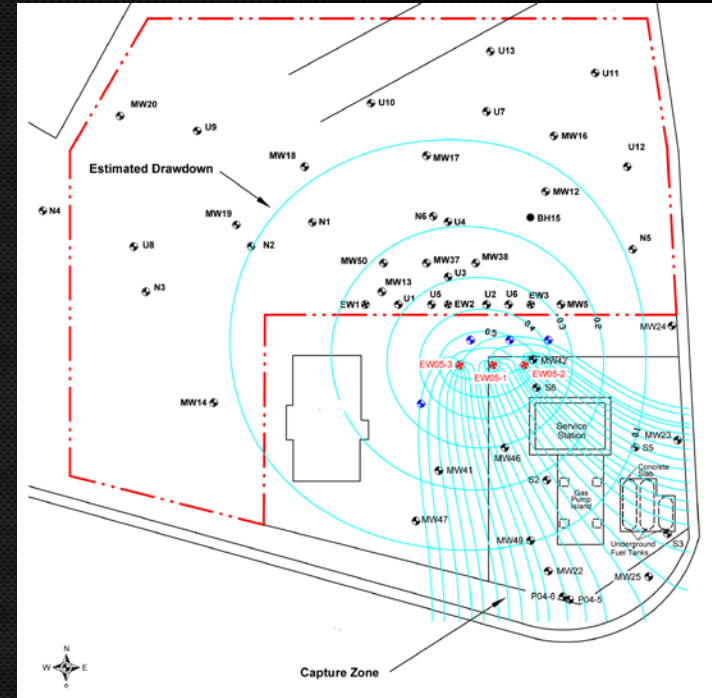 U13
U11
MW20
U10
U7
U9
MW16
U12
MW17
MW18
Estimated Drawdown
MW12
N4
MW19
N1
N6
U4
BH15
U8
N2
N5
MW50
MW37
MW38
U3
N3
MW13
EW1
U1
U5
EW2
U2
U6
EW3
MW5
0.5
0.4
0.3
0.2
MW24
EW05-3
EW05-1
MW42
EW05-2
S6
MW14
Service
Station
MW23
S5
MW46
MW41
Concrete
Slab
S2
Gas
Pump
Island
MW47
MW49
Underground
Fuel Tanks
S3
MW22
MW25
P04-6
P04-5
Capture Zone
N
W
E